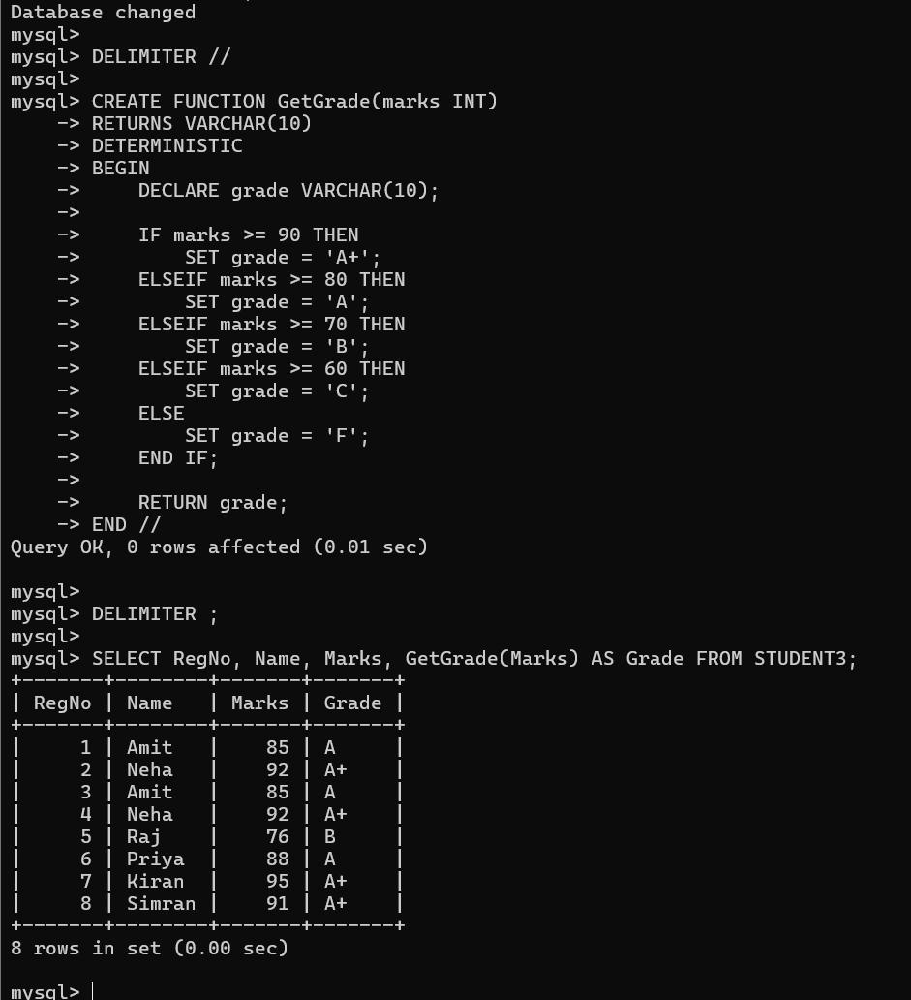 Database changed
mysql>
mysql> DELIMITER //
mysql>
mysql> CREATE FUNCTION GetGrade(marks INT)
    -> RETURNS VARCHAR(10)
    -> DETERMINISTIC
    -> BEGIN
    ->     DECLARE grade VARCHAR(10);
    ->
    ->     IF marks >= 90 THEN
    ->         SET grade = 'A+';
    ->     ELSEIF marks >= 80 THEN
    ->         SET grade = 'A';
    ->     ELSEIF marks >= 70 THEN
    ->         SET grade = 'B';
    ->     ELSEIF marks >= 60 THEN
    ->         SET grade = 'C';
    ->     ELSE
    ->         SET grade = 'F';
    ->     END IF;
    ->
    ->     RETURN grade;
    -> END //
Query OK, 0 rows affected (0.01 sec)

mysql>
mysql> DELIMITER ;
mysql>
mysql> SELECT RegNo, Name, Marks, GetGrade(Marks) AS Grade FROM STUDENT3;
+-------+--------+-------+-------+
| RegNo | Name   | Marks | Grade |
+-------+--------+-------+-------+
|     1 | Amit   |    85 | A     |
|     2 | Neha   |    92 | A+    |
|     3 | Amit   |    85 | A     |
|     4 | Neha   |    92 | A+    |
|     5 | Raj    |    76 | B     |
|     6 | Priya  |    88 | A     |
|     7 | Kiran  |    95 | A+    |
|     8 | Simran |    91 | A+    |
+-------+--------+-------+-------+
8 rows in set (0.00 sec)

mysql>